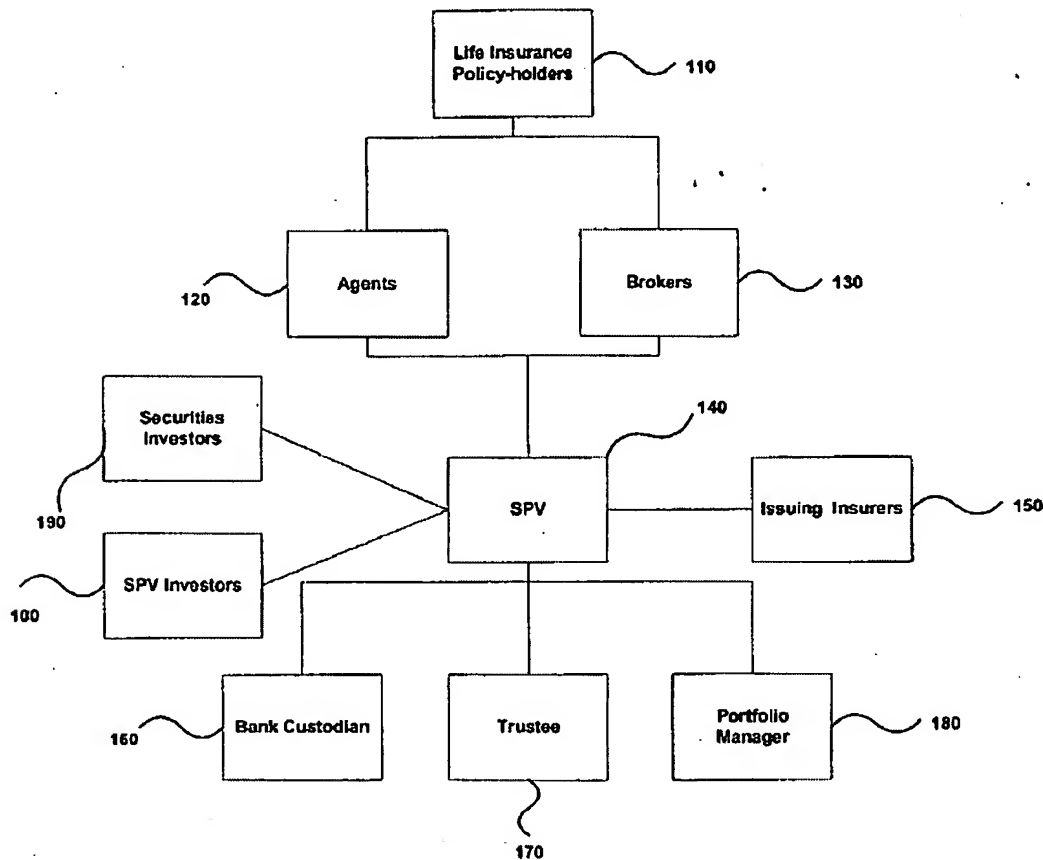 Life Insurance
Policy-holders
110
Agents
120
Brokers
130
Securities
Investors
190
140
SPV
Issuing Insurers
150
SPV Investors
100
Bank Custodian
160
Trustee
170
Portfolio
Manager
180